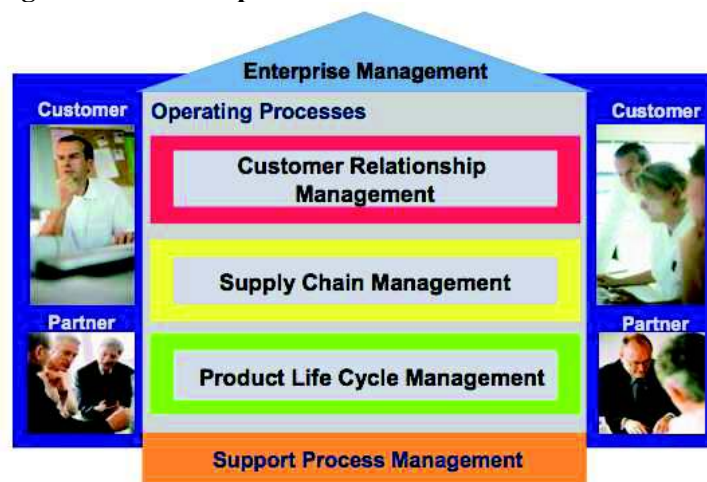 Enterprise Management
Customer
Operating Processes
Customer
Customer Relationship
Management
Supply Chain Management
Partner
Partner
Product Life Cycle Management
Support Process Management